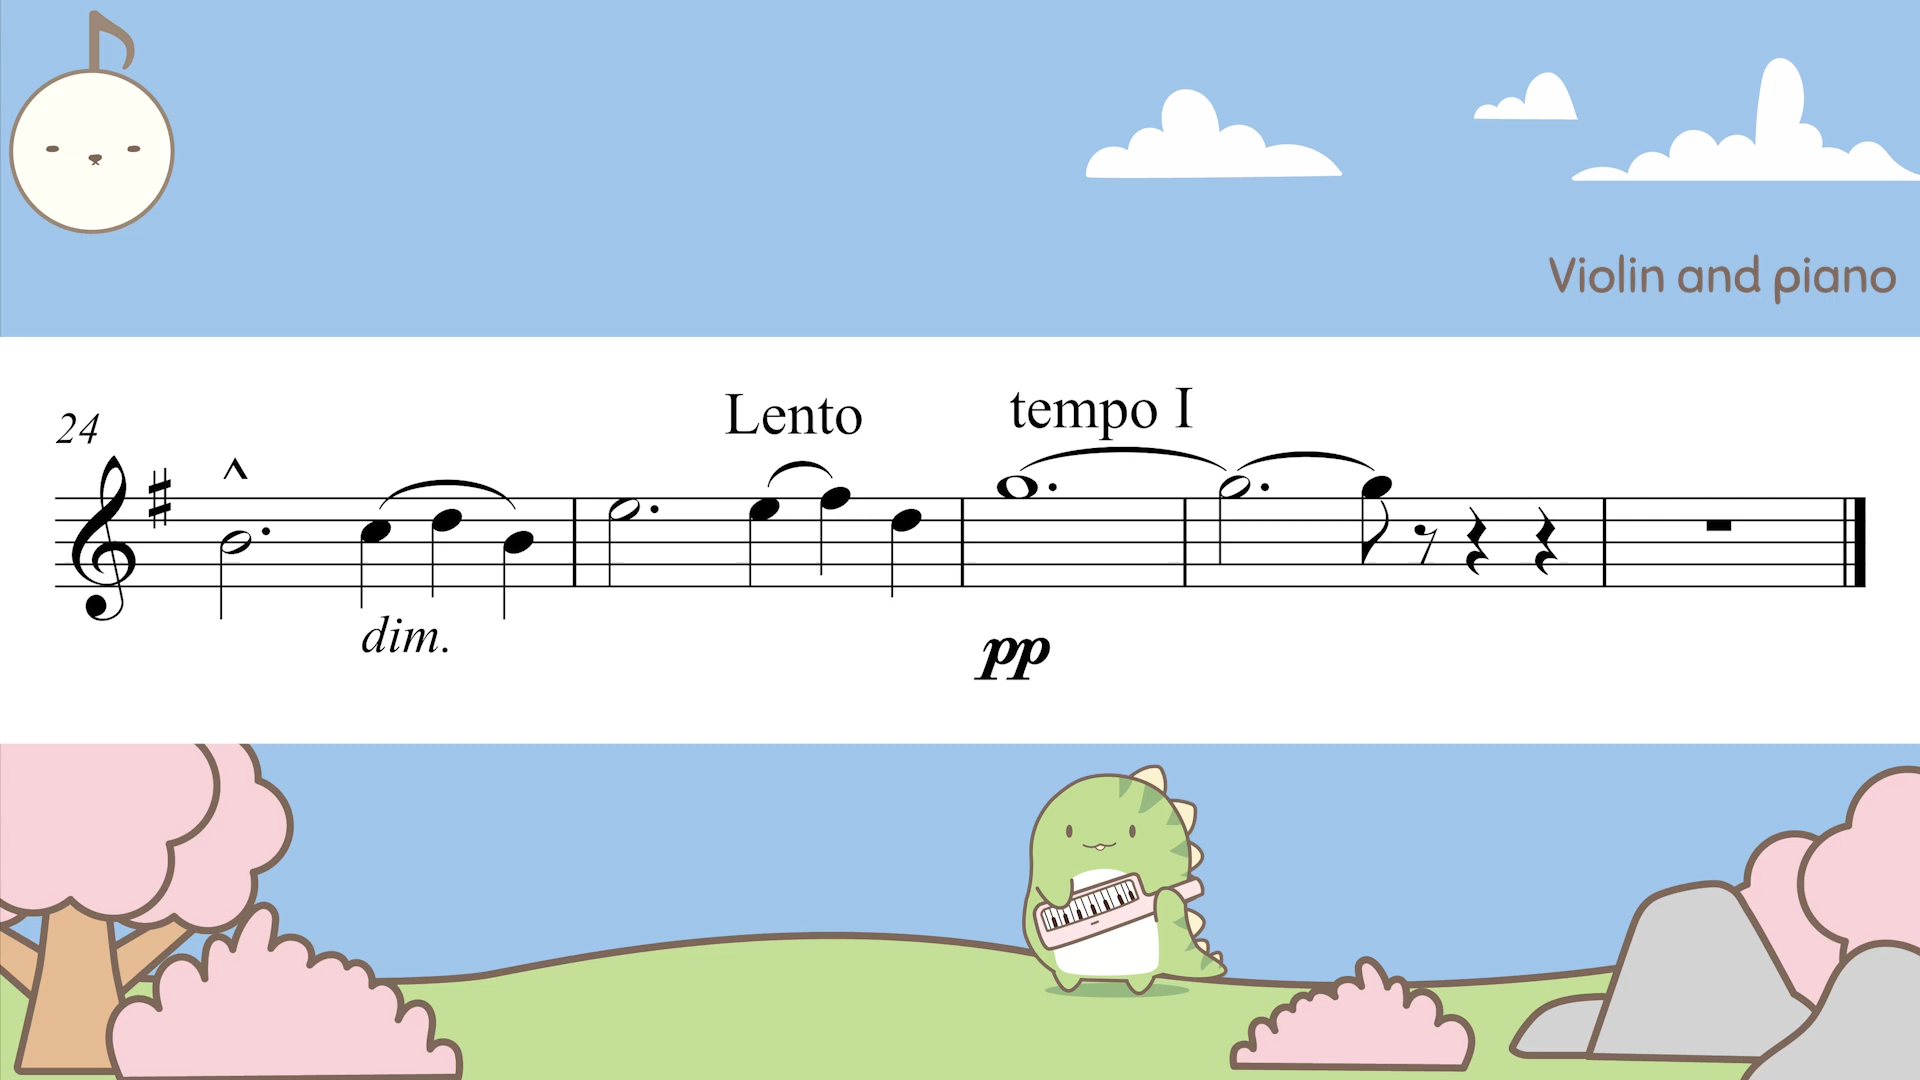 Violin and piano
24
Lento
tempo I
dim.
pp